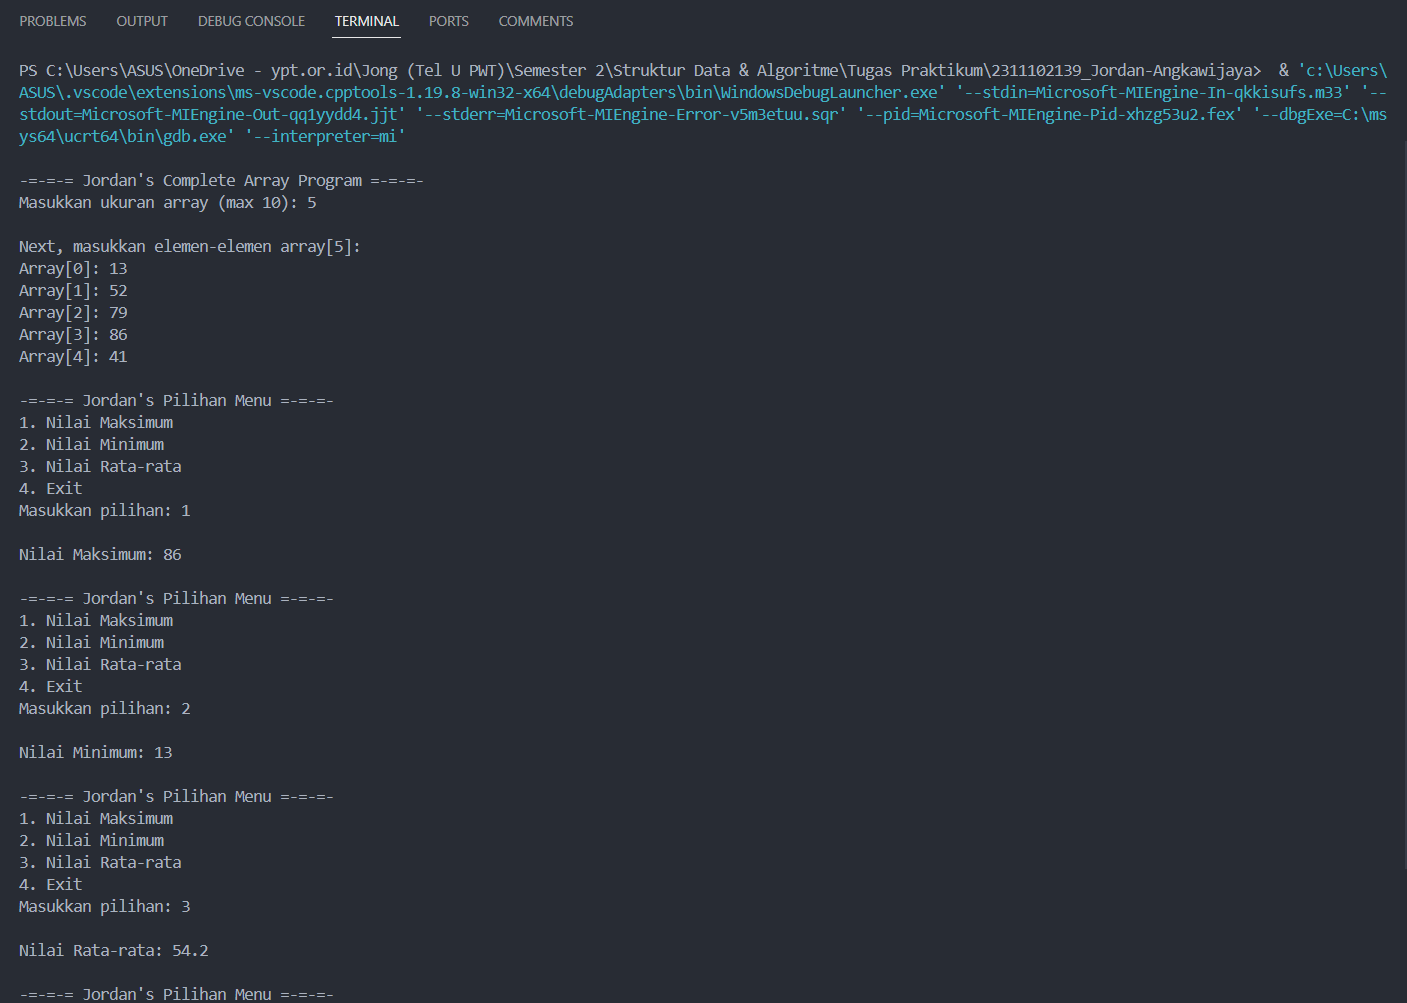 PROBLEMS OUTPUT DEBUG CONSOLE TERMINAL PORTS COMMENTS
PS C:\Users\ASUS\OneDrive - ypt.or.id\Jong (Tel U PWT)\Semester 2\Struktur Data & Algoritme\Tugas Praktikum\2311102139_Jordan-Angkawijaya>  & 'c:\Users\
ASUS\.vscode\extensions\ms-vscode.cpptools-1.19.8-win32-x64\debugAdapters\bin\WindowsDebugLauncher.exe' '--stdin=Microsoft-MIEngine-In-qkkisufs.m33' '--
stdout=Microsoft-MIEngine-Out-qq1yydd4.jjt' '--stderr=Microsoft-MIEngine-Error-v5m3etuu.sqr' '--pid=Microsoft-MIEngine-Pid-xhzg53u2.fex' '--dbgExe=C:\ms
ys64\ucrt64\bin\gdb.exe' '--interpreter=mi'
-=-=-= Jordan's Complete Array Program =-=-=-
Masukkan ukuran array (max 10): 5
Next, masukkan elemen-elemen array[5]:
Array[0]: 13
Array[1]: 52
Array[2]: 79
Array[3]: 86
Array[4]: 41
-=-=-= Jordan's Pilihan Menu =-=-=-
1. Nilai Maksimum
2. Nilai Minimum
3. Nilai Rata-rata
4. Exit
Masukkan pilihan: 1
Nilai Maksimum: 86
-=-=-= Jordan's Pilihan Menu =-=-=-
1. Nilai Maksimum
2. Nilai Minimum
3. Nilai Rata-rata
4. Exit
Masukkan pilihan: 2
Nilai Minimum: 13
-=-=-= Jordan's Pilihan Menu =-=-=-
1. Nilai Maksimum
2. Nilai Minimum
3. Nilai Rata-rata
4. Exit
Masukkan pilihan: 3
Nilai Rata-rata: 54.2
-=-=-= Jordan's Pilihan Menu =-=-=-